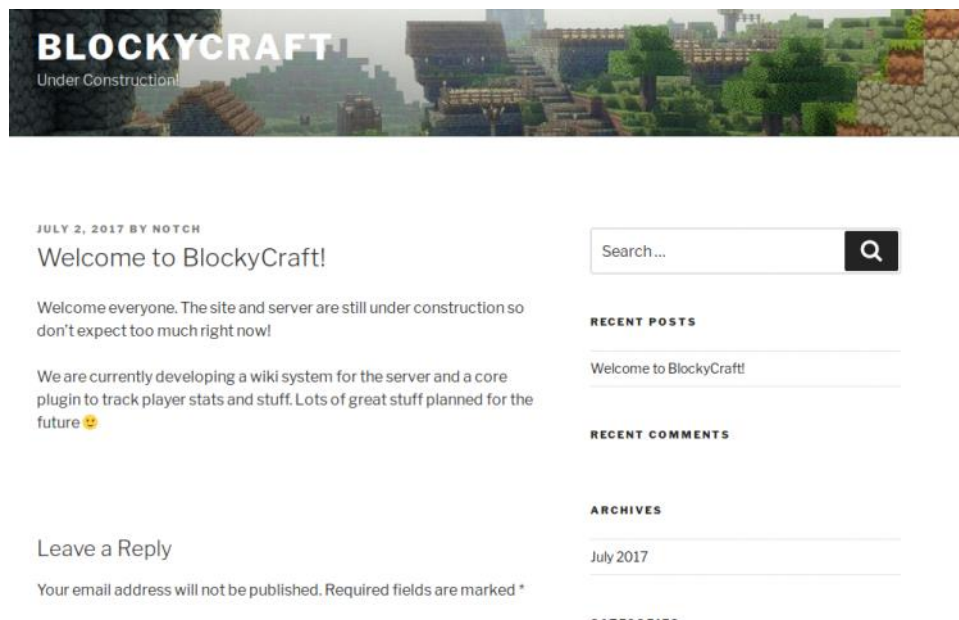 BLOCKYCRAFT
Under Construction!
JULY 2, 2017 BY NOTCH
Welcome to BlockyCraft!
Welcome everyone. The site and server are still under construction so
don't expect too much right now!
We are currently developing a wiki system for the server and a core
plugin to track player stats and stuff. Lots of great stuff planned for the
future 🙂
Leave a Reply
Your email address will not be published. Required fields are marked *
Search …
RECENT POSTS
Welcome to BlockyCraft!
RECENT COMMENTS
ARCHIVES
July 2017